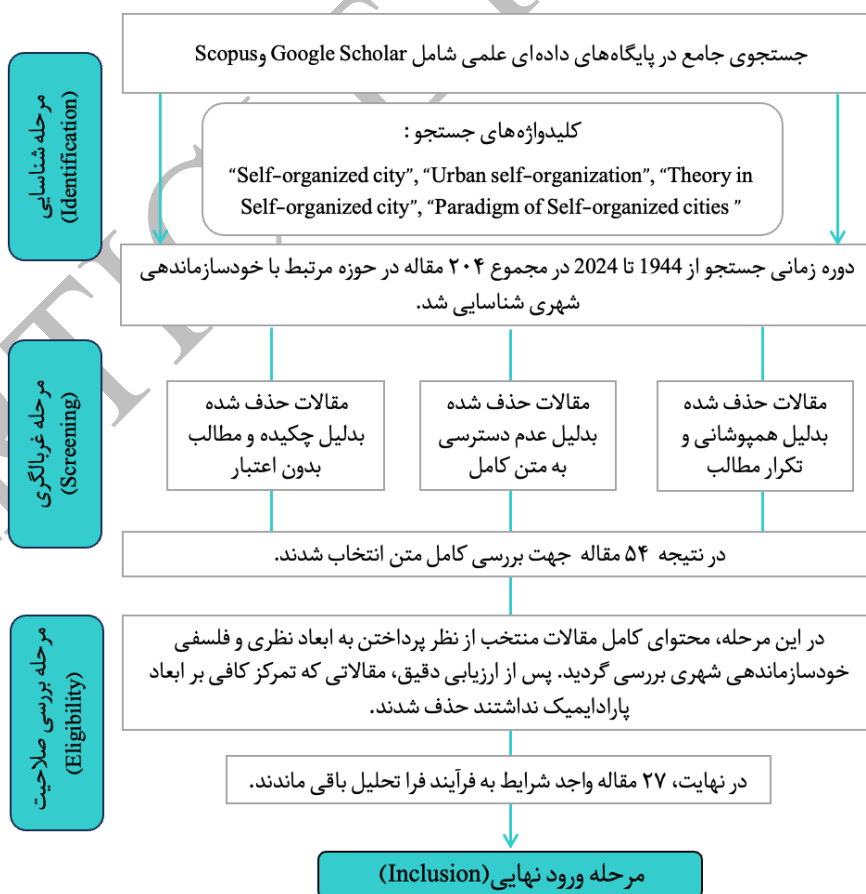 جستجوی جامع در پایگاه‌های داده‌ای علمی شامل Google Scholar وScopus
مرحله شناسایی
(Identification)
کلیدواژه‌های جستجو :
“Self-organized city”, “Urban self-organization”, “Theory in
Self-organized city”, “Paradigm of Self-organized cities ”
دوره زمانی جستجو از 1944 تا 2024 در مجموع ۲۰۴ مقاله در حوزه مرتبط با خودسازماندهی
شهری شناسایی شد.
مرحله غربالگری
(Screening)
مقالات حذف شده
بدلیل همپوشانی و
تکرار مطالب
مقالات حذف شده
بدلیل عدم دسترسی
به متن کامل
مقالات حذف شده
بدلیل چکیده و مطالب
بدون اعتبار
در نتیجه ۵۴ مقاله جهت بررسی کامل متن انتخاب شدند.
مرحله بررسی صلاحیت
(Eligibility)
در این مرحله، محتوای کامل مقالات منتخب از نظر پرداختن به ابعاد نظری و فلسفی
خودسازماندهی شهری بررسی گردید. پس از ارزیابی دقیق، مقالاتی که تمرکز کافی بر ابعاد
پارادایمیک نداشتند حذف شدند.
در نهایت، ۲۷ مقاله واجد شرایط به فرآیند فرا تحلیل باقی ماندند.
مرحله ورود نهایی(Inclusion)